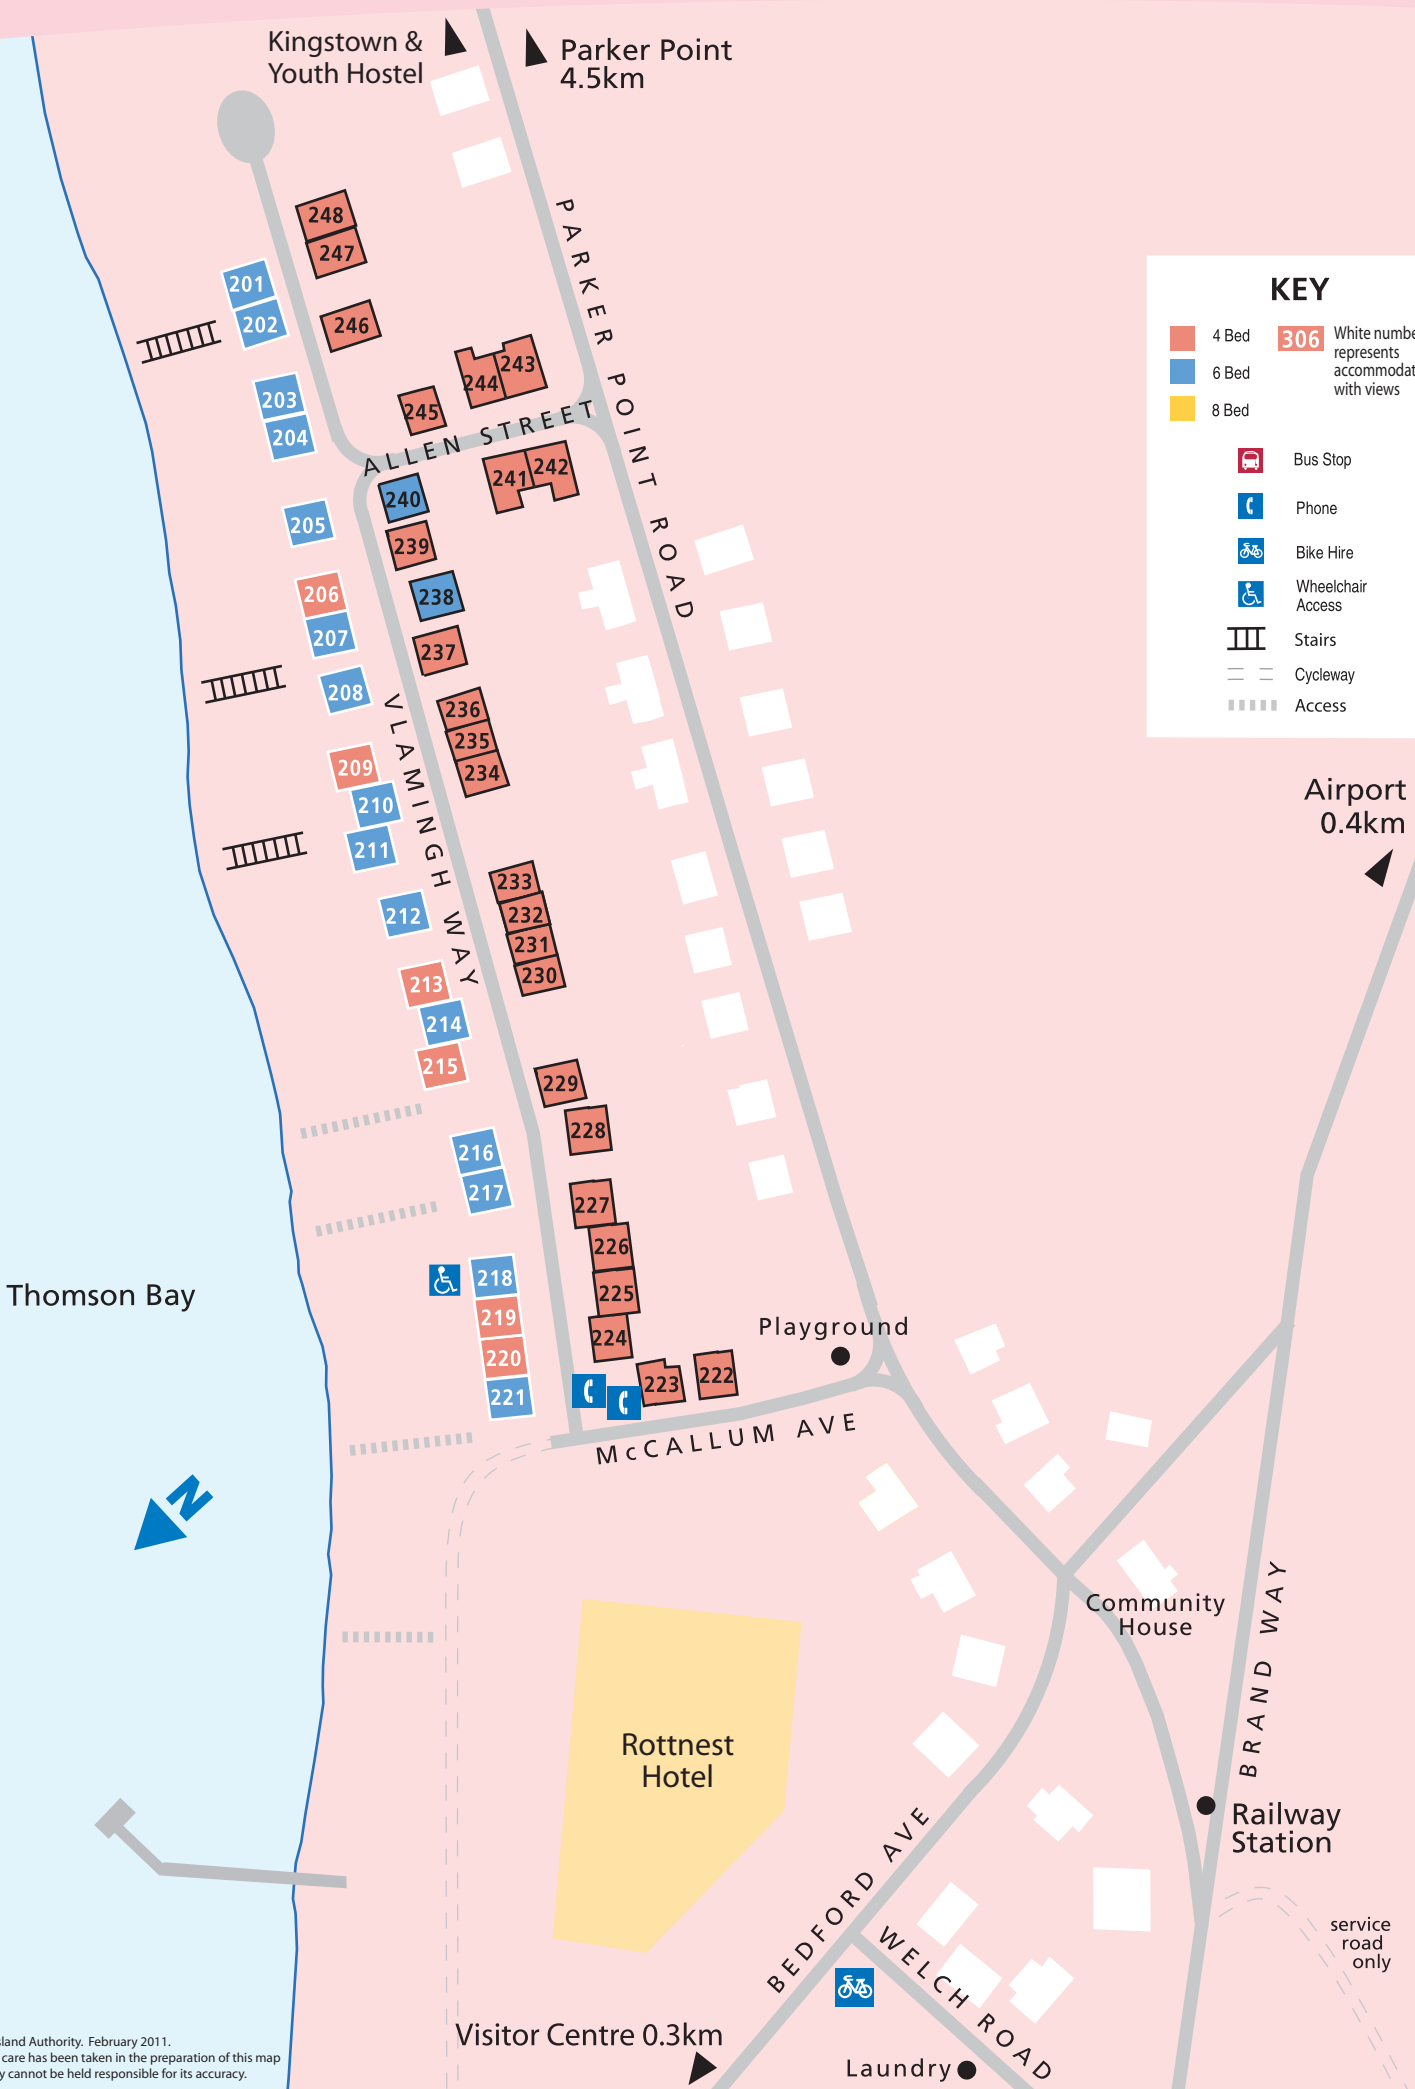 Kingstown &
Youth Hostel
Parker Point
4.5km
248
247
201
202
246
203
204
243
244
245
PARKER POINT ROAD
ALLEN STREET
242
241
240
205
239
206
238
207
237
208
VLAMINGH WAY
236
235
234
209
210
211
233
212
232
231
230
213
214
215
229
228
216
217
227
226
218
225
219
224
220
223
222
221
KEY
4 Bed
6 Bed
8 Bed
306
White numbe
represents
accommodat
with views
Bus Stop
Phone
Bike Hire
Wheelchair
Access
Stairs
Cycleway
Access
Airport
0.4km
Thomson Bay
Playground
McCALLUM AVE
N
Community
House
BRAND WAY
Rottnest
Hotel
Railway
Station
BEDFORD AVE
WELCH ROAD
service
road
only
Visitor Centre 0.3km
Laundry
sland Authority. February 2011.
care has been taken in the preparation of this map
y cannot be held responsible for its accuracy.